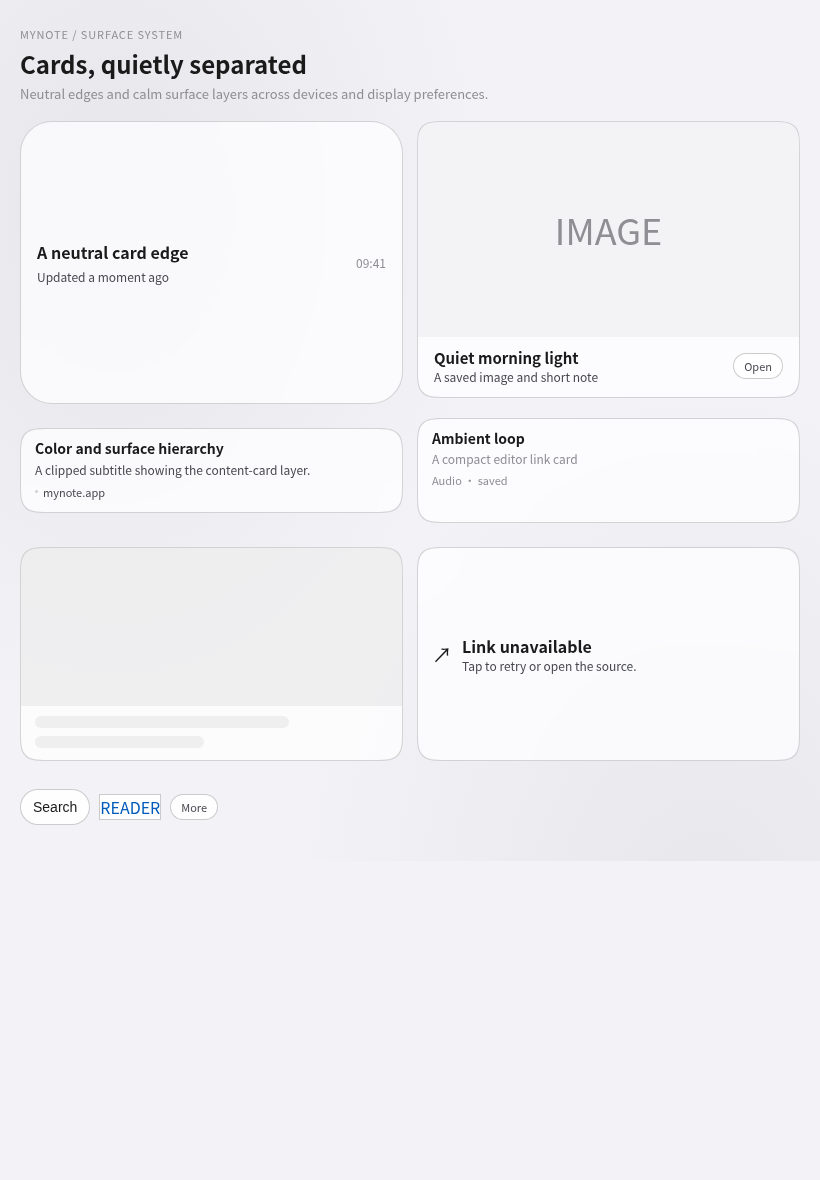 MYNOTE / SURFACE SYSTEM
Cards, quietly separated
Neutral edges and calm surface layers across devices and display preferences.
A neutral card edge
Updated a moment ago
09:41
IMAGE
Quiet morning light
A saved image and short note
Open
Color and surface hierarchy
A clipped subtitle showing the content-card layer.
mynote.app
Ambient loop
A compact editor link card
Audio • saved
Link unavailable
Tap to retry or open the source.
Search
READER
More